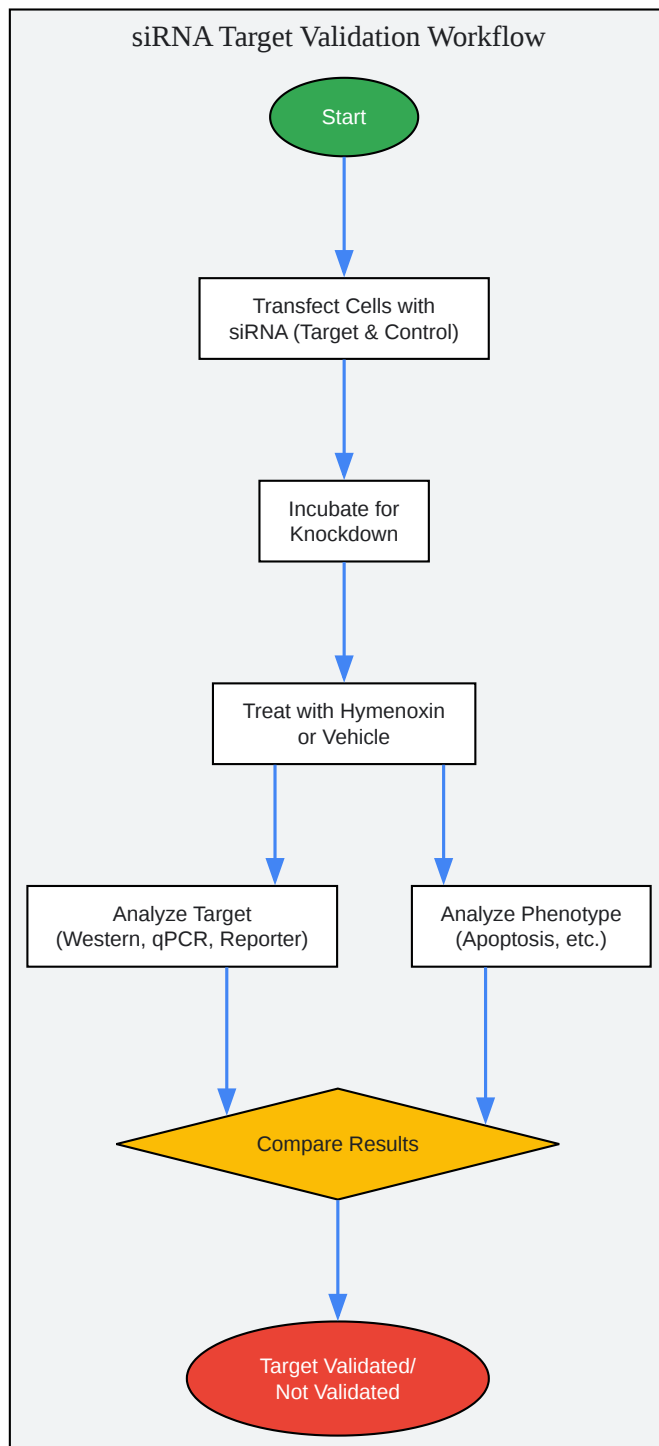 siRNA Target Validation Workflow
Start
Transfect Cells with
siRNA (Target & Control)
Incubate for
Knockdown
Treat with Hymenoxin
or Vehicle
Analyze Target
(Western, qPCR, Reporter)
Analyze Phenotype
(Apoptosis, etc.)
Compare Results
Target Validated/
Not Validated